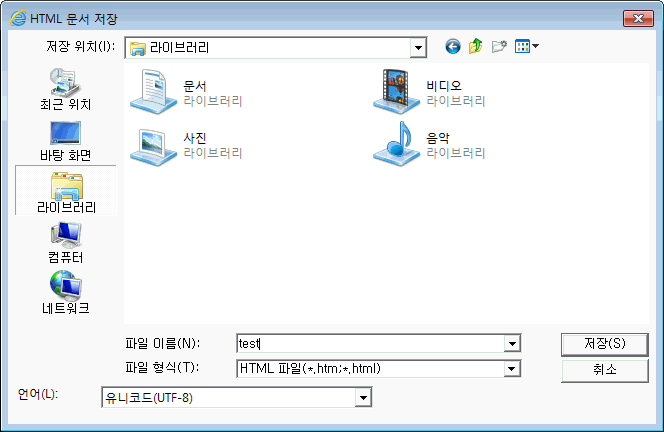 HTML 문서 저장
저장 위치(I):
라이브러리
최근 위치
바탕 화면
라이브러리
컴퓨터
네트워크
문서
라이브러리
비디오
라이브러리
사진
라이브러리
음악
라이브러리
파일 이름(N):
test
저장(S)
파일 형식(T):
HTML 파일(*,htm;*,html)
취소
언어(L):
유니코드(UTF-8)